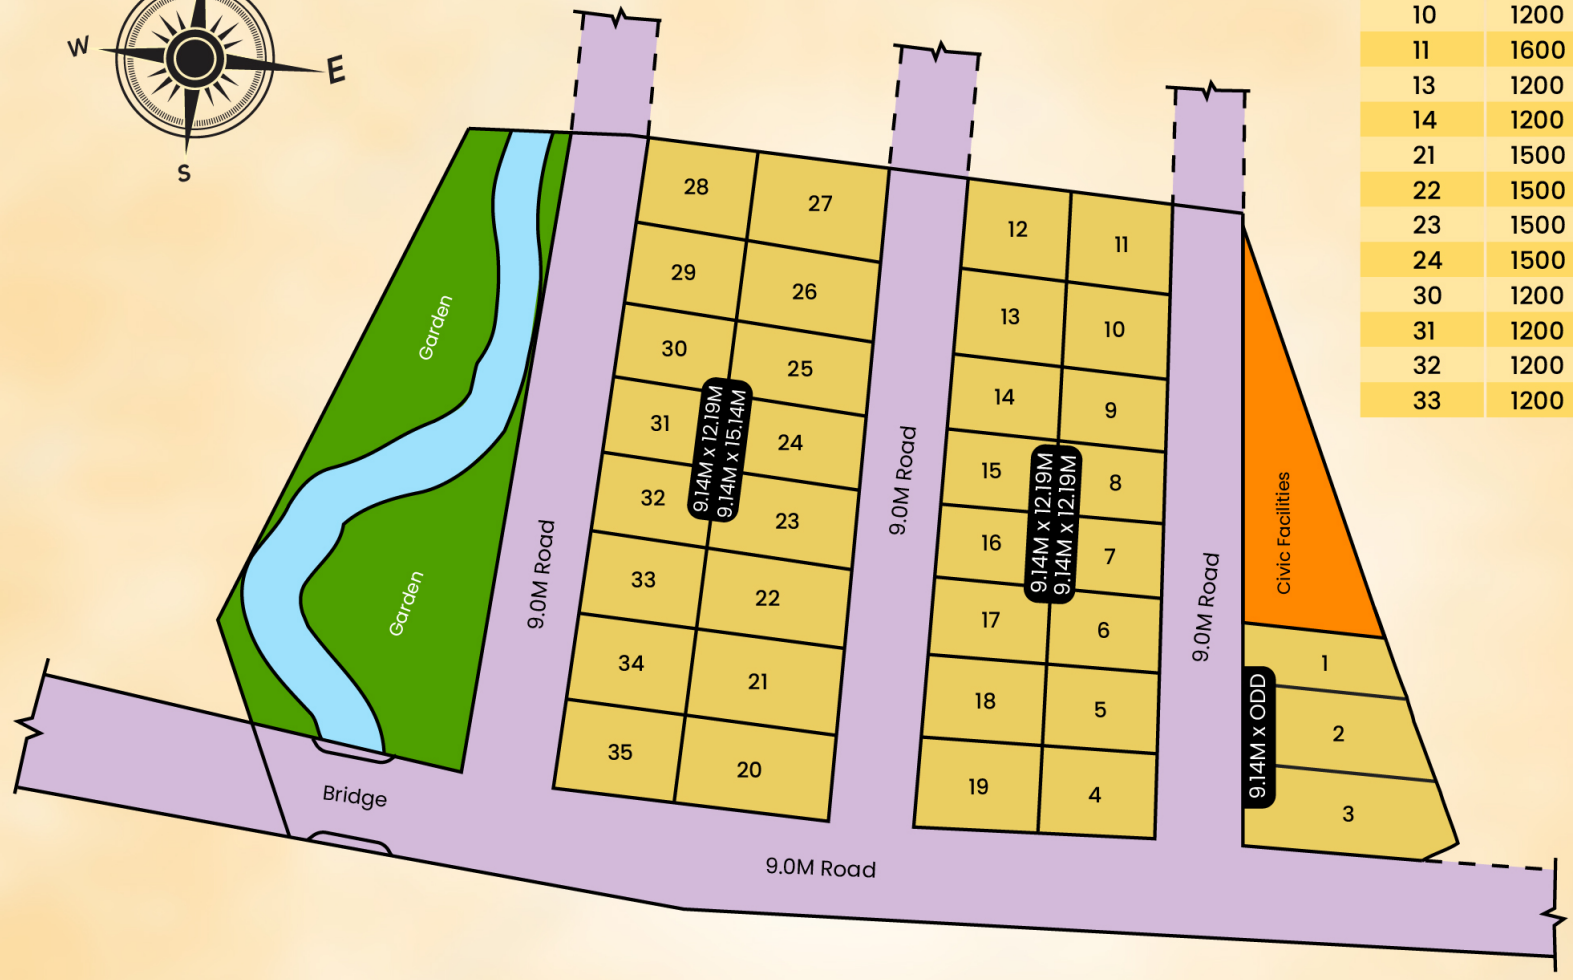 W
E
S
10 1200
11 1600
13 1200
14 1200
21 1500
22 1500
23 1500
24 1500
30 1200
31 1200
32 1200
33 1200
Garden
Garden
Bridge
9.0M Road
28 27
29 26
30 25
31 24
32 23
33 22
34 21
35 20
9.14M x 12.19M
9.14M x 15.14M
9.0M Road
12 11
13 10
14 9
15 8
16 7
17 6
18 5
19 4
9.14M x 12.19M
9.14M x 12.19M
9.0M Road
Civic Facilities
1
2
3
9.14M x ODD
9.0M Road